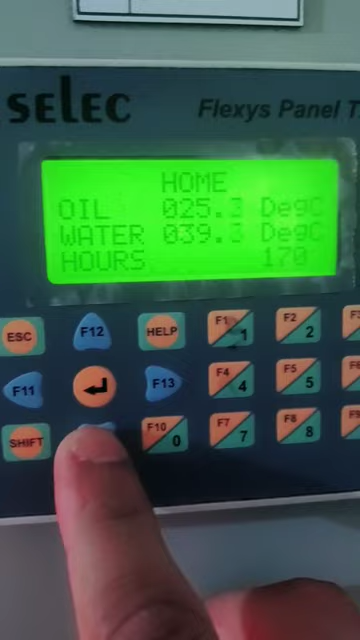 SELEC
Flexys Panel
HOME
OIL 025.3 DegC
WATER 039.3 DegC
HOURS 170
ESC
F12
HELP
F1 1
F2 2
F11
F13
F4 4
F5 5
SHIFT
F10 0
F7 7
F8 8